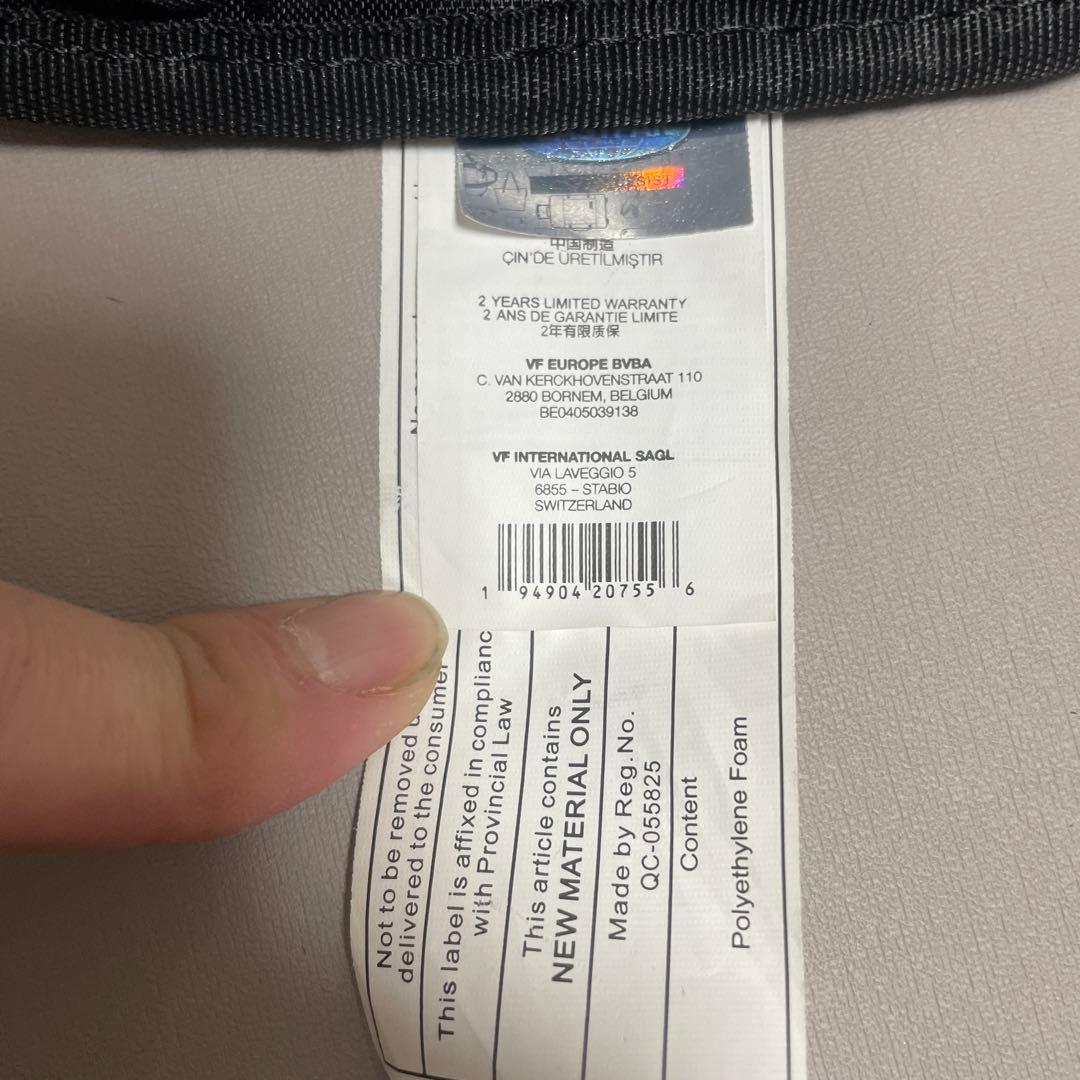 中国制造
ÇIN'DE ÜRETİLMİŞTİR
2 YEARS LIMITED WARRANTY
2 ANS DE GARANTIE LIMITE
2年有限质保
VF EUROPE BVBA
C. VAN KERCKHOVENSTRAAT 110
2880 BORNEM, BELGIUM
BE0405039138
VF INTERNATIONAL SAGL
VIA LAVEGGIO 5
6855 – STABIO
SWITZERLAND
1 94904 20755 6
Not to be removed
delivered to the consumer
This label is affixed in complianc
with Provincial Law
This article contains
NEW MATERIAL ONLY
Made by Reg.No.
QC-055825
Content
Polyethylene Foam